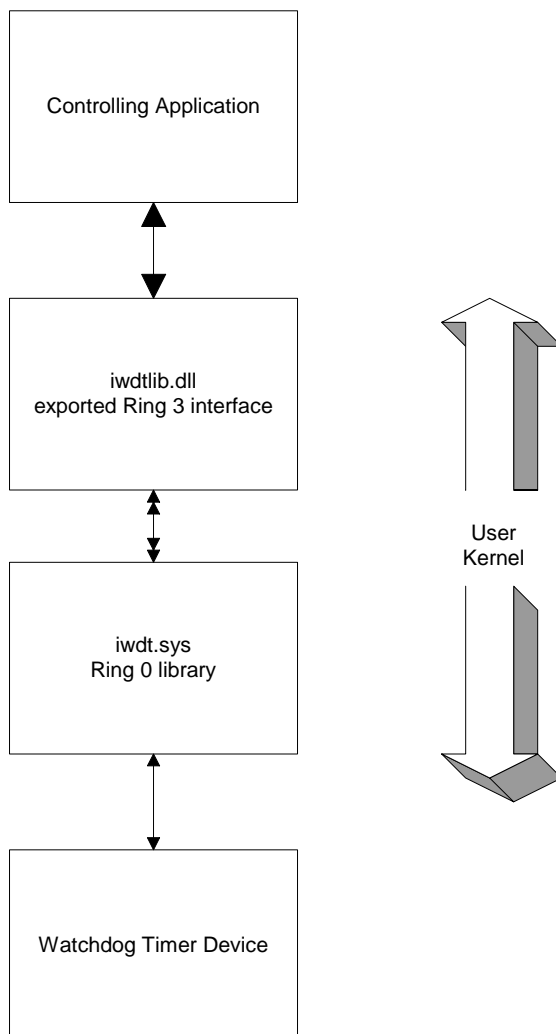 Controlling Application
iwdtlib.dll
exported Ring 3 interface
User
Kernel
iwdt.sys
Ring 0 library
Watchdog Timer Device